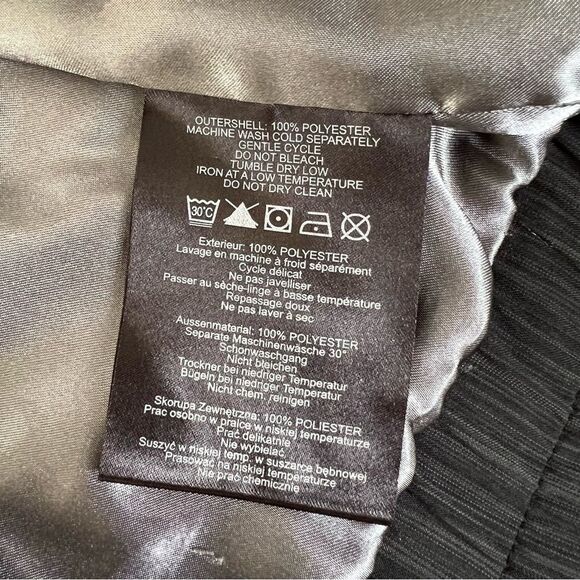 OUTERSHELL: 100% POLYESTER
MACHINE WASH COLD SEPARATELY
GENTLE CYCLE
DO NOT BLEACH
TUMBLE DRY LOW
IRON AT A LOW TEMPERATURE
DO NOT DRY CLEAN
30°C
Exterieur: 100% POLYESTER
Lavage en machine à froid séparément
Cycle délicat
Ne pas javelliser
Passer au sèche-linge à basse température
Repassage doux
Ne pas laver à sec
Aussenmaterial: 100% POLYESTER
Separate Maschinenwäsche 30°
Schonwaschgang
Nicht bleichen
Trockner bei niedriger Temperatur
Bügeln bei niedriger Temperatur
Nicht chem. reinigen
Skorupa Zewnętrzna: 100% POLIESTER
Prac osobno w pralce w niskiej temperaturze
Prać delikatnie
Nie wybielać
Suszyć w niskiej temp. w suszarce bębnowej
Prasować na niskiej temperaturze
Nie prać chemicznie